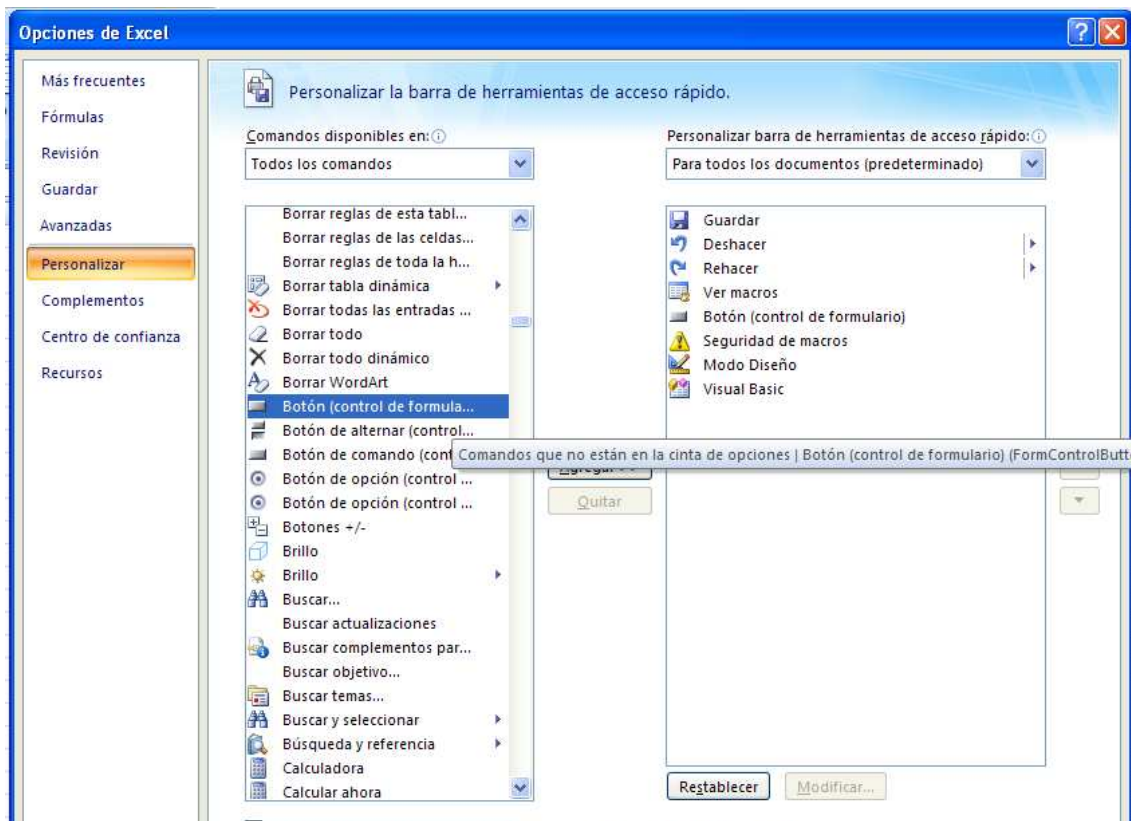 Opciones de Excel
Más frecuentes
Fórmulas
Revisión
Guardar
Avanzadas
Personalizar
Complementos
Centro de confianza
Recursos
Personalizar la barra de herramientas de acceso rápido.
Comandos disponibles en:
Todos los comandos
Borrar reglas de esta tabl...
Borrar reglas de las celdas...
Borrar reglas de toda la h...
Borrar tabla dinámica
Borrar todas las entradas ...
Borrar todo
Borrar todo dinámico
Borrar WordArt
Botón (control de formula...
Botón de alternar (control...
Botón de comando (cont
Botón de opción (control ...
Botón de opción (control ...
Botones +/-
Brillo
Brillo
Buscar...
Buscar actualizaciones
Buscar complementos par...
Buscar objetivo...
Buscar temas...
Buscar y seleccionar
Búsqueda y referencia
Calculadora
Calcular ahora
Comandos que no están en la cinta de opciones | Botón (control de formulario) (FormControlButt
Quitar
Personalizar barra de herramientas de acceso rápido:
Para todos los documentos (predeterminado)
Guardar
Deshacer
Rehacer
Ver macros
Botón (control de formulario)
Seguridad de macros
Modo Diseño
Visual Basic
Restablecer
Modificar...